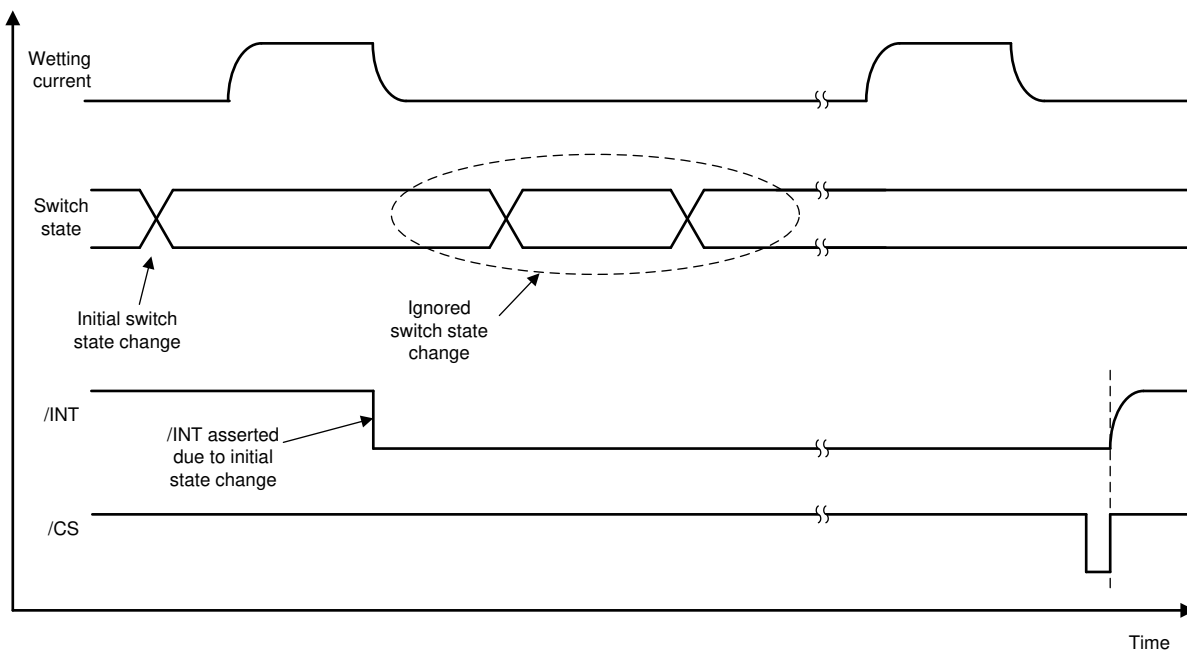 Wetting
current
Switch
state
Initial switch
state change
Ignored
switch state
change
/INT
/INT asserted
due to initial
state change
/CS
Time